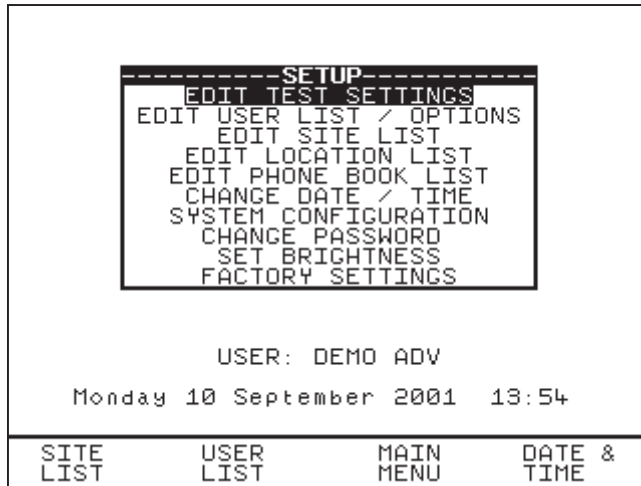 ----------SETUP-----------
EDIT TEST SETTINGS
EDIT USER LIST / OPTIONS
EDIT SITE LIST
EDIT LOCATION LIST
EDIT PHONE BOOK LIST
CHANGE DATE / TIME
SYSTEM CONFIGURATION
CHANGE PASSWORD
SET BRIGHTNESS
FACTORY SETTINGS
USER: DEMO ADV
Monday 10 September 2001 13:54
SITE LIST
USER LIST
MAIN MENU
DATE & TIME